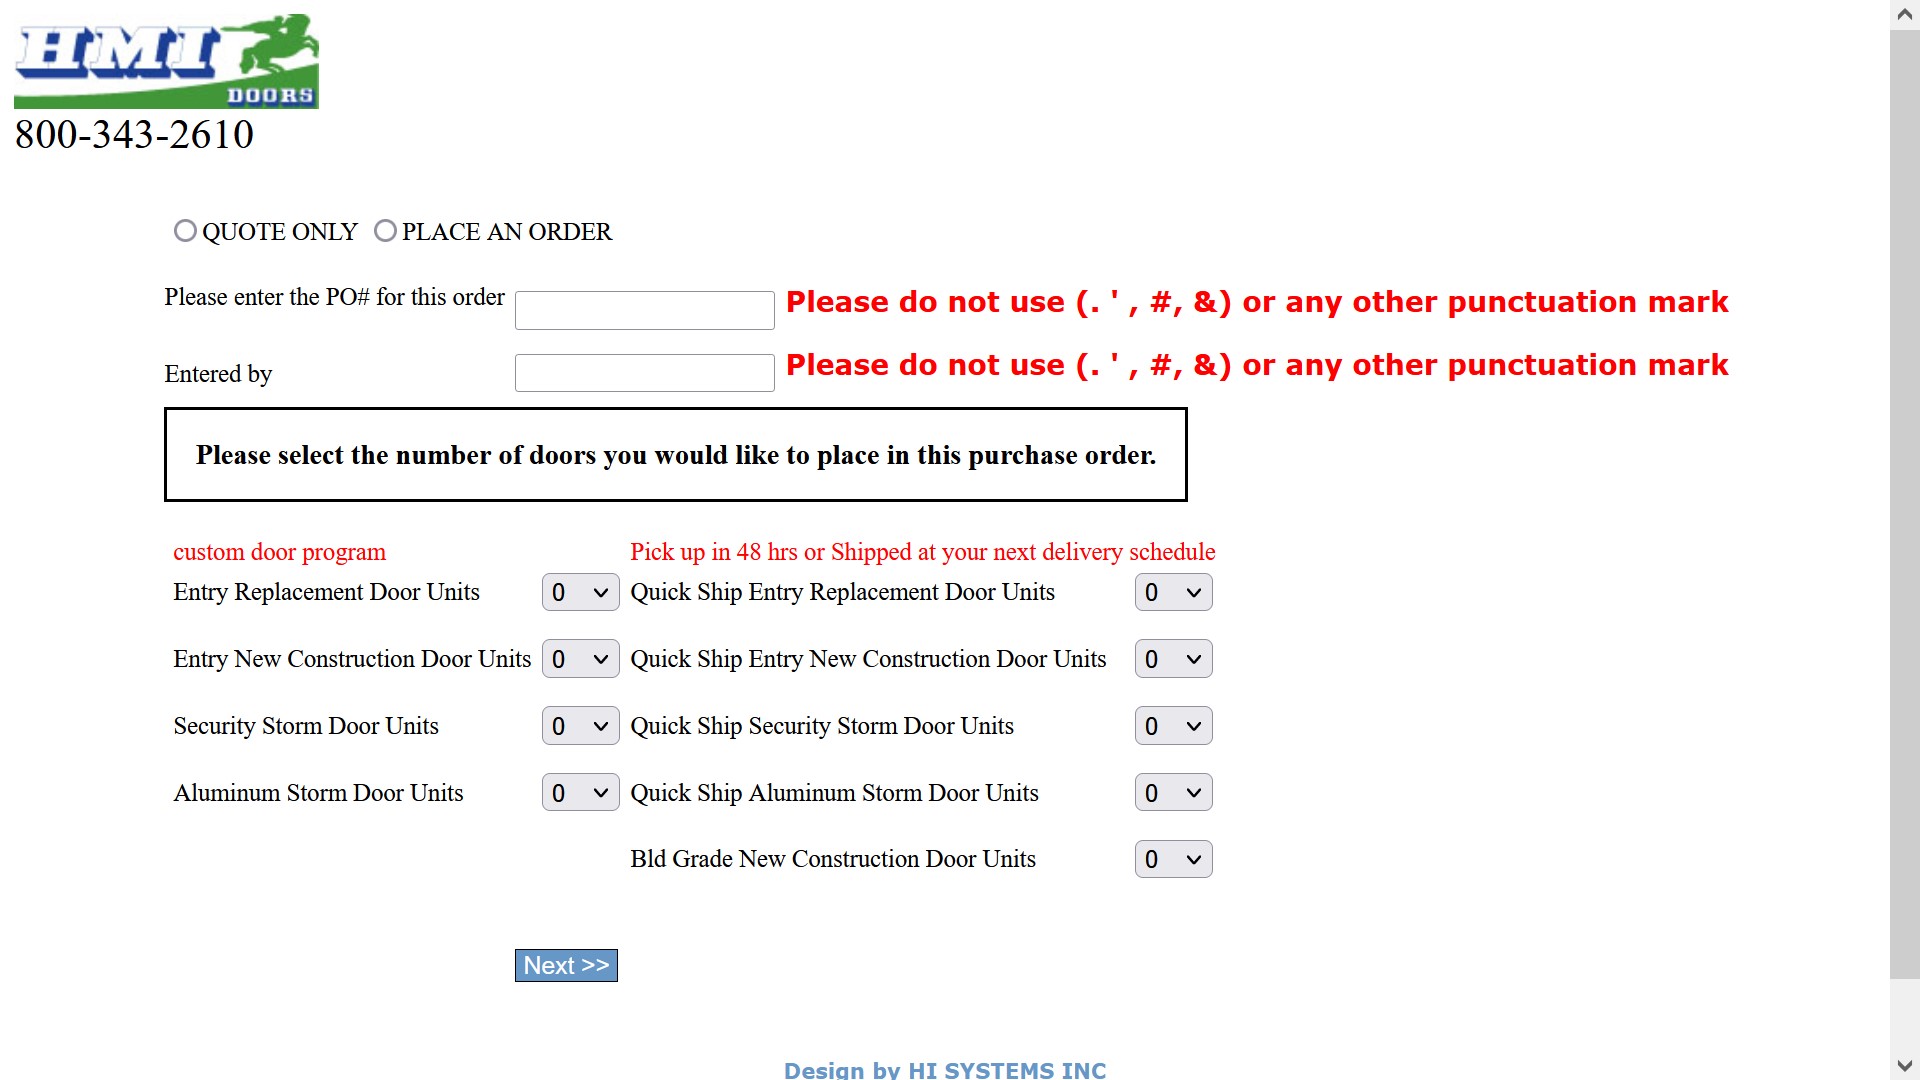 HMI
DOORS
800-343-2610
QUOTE ONLY PLACE AN ORDER
Please enter the PO# for this order Please do not use (. ' , #, &) or any other punctuation mark
Entered by Please do not use (. ' , #, &) or any other punctuation mark
Please select the number of doors you would like to place in this purchase order.
custom door program Pick up in 48 hrs or Shipped at your next delivery schedule
Entry Replacement Door Units 0 Quick Ship Entry Replacement Door Units 0
Entry New Construction Door Units 0 Quick Ship Entry New Construction Door Units 0
Security Storm Door Units 0 Quick Ship Security Storm Door Units 0
Aluminum Storm Door Units 0 Quick Ship Aluminum Storm Door Units 0
Bld Grade New Construction Door Units 0
Next >>
Design by HI SYSTEMS INC